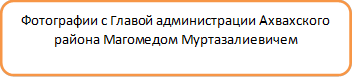 Фотографии с Главой администрации Ахвахского
района Магомедом Муртазалиевичем